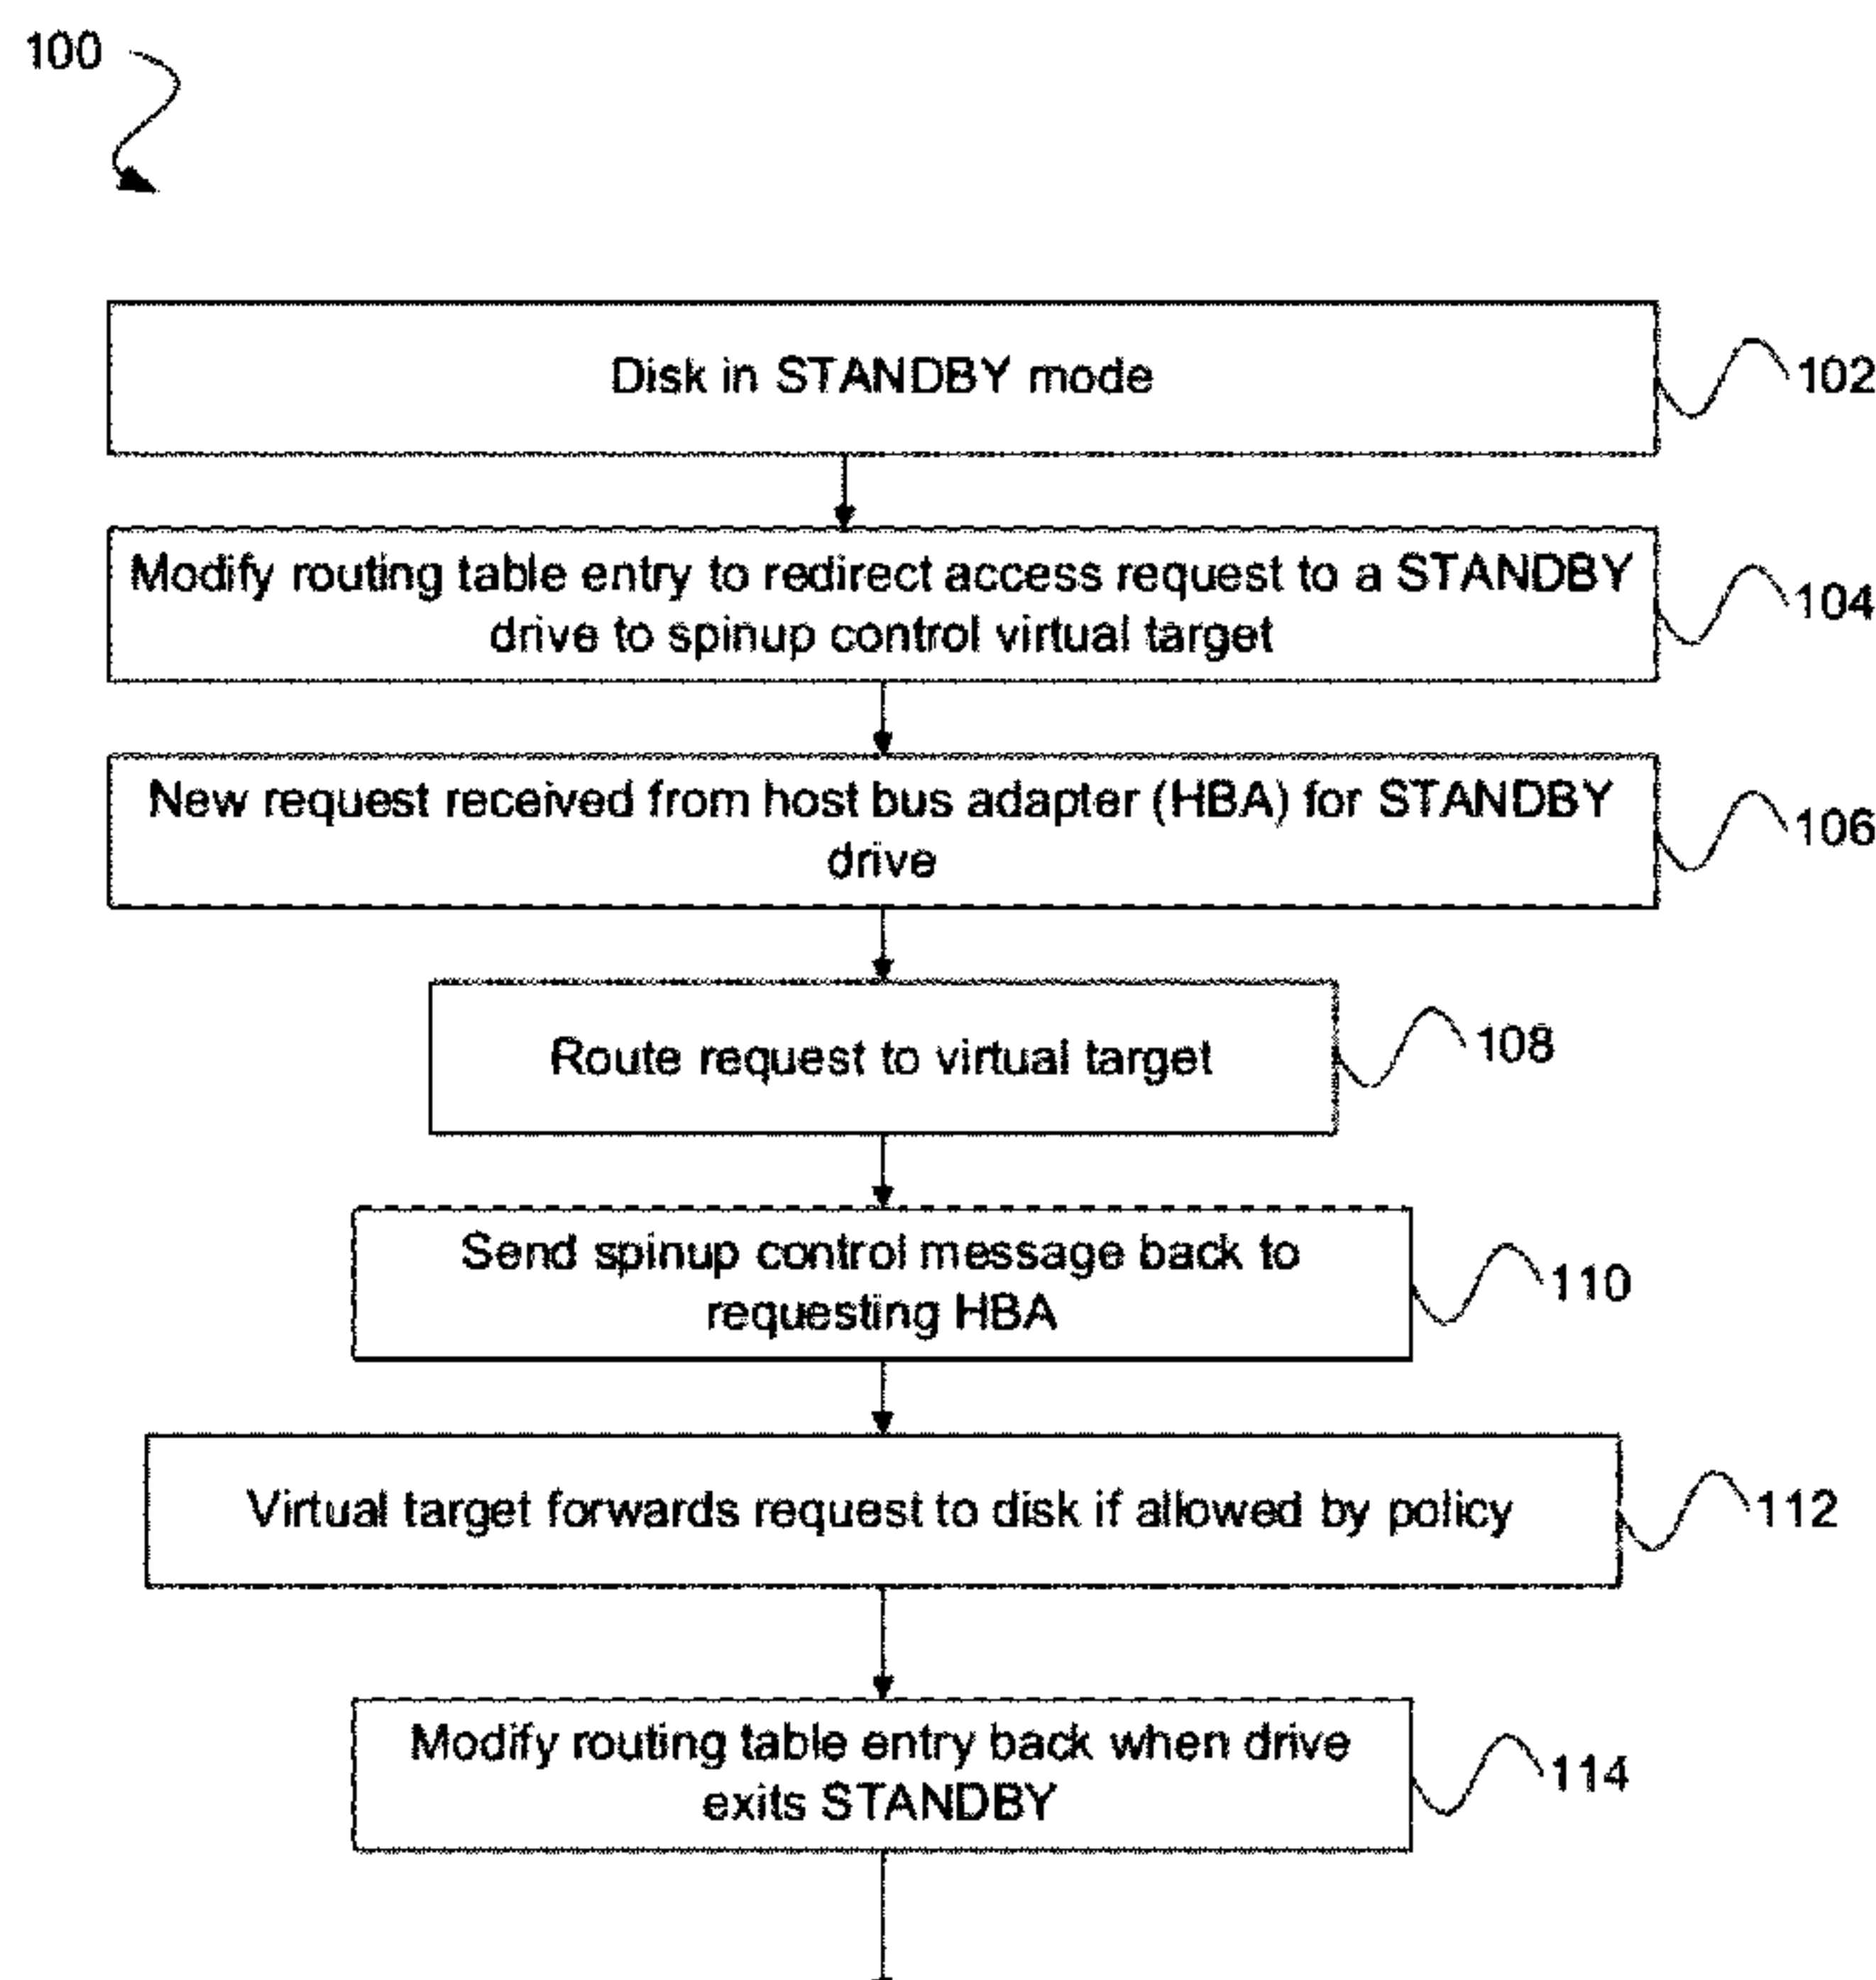 100
Disk in STANDBY mode
102
Modify routing table entry to redirect access request to a STANDBY
drive to spinup control virtual target
104
New request received from host bus adapter (HBA) for STANDBY
drive
106
Route request to virtual target
108
Send spinup control message back to
requesting HBA
110
Virtual target forwards request to disk if allowed by policy
112
Modify routing table entry back when drive
exits STANDBY
114